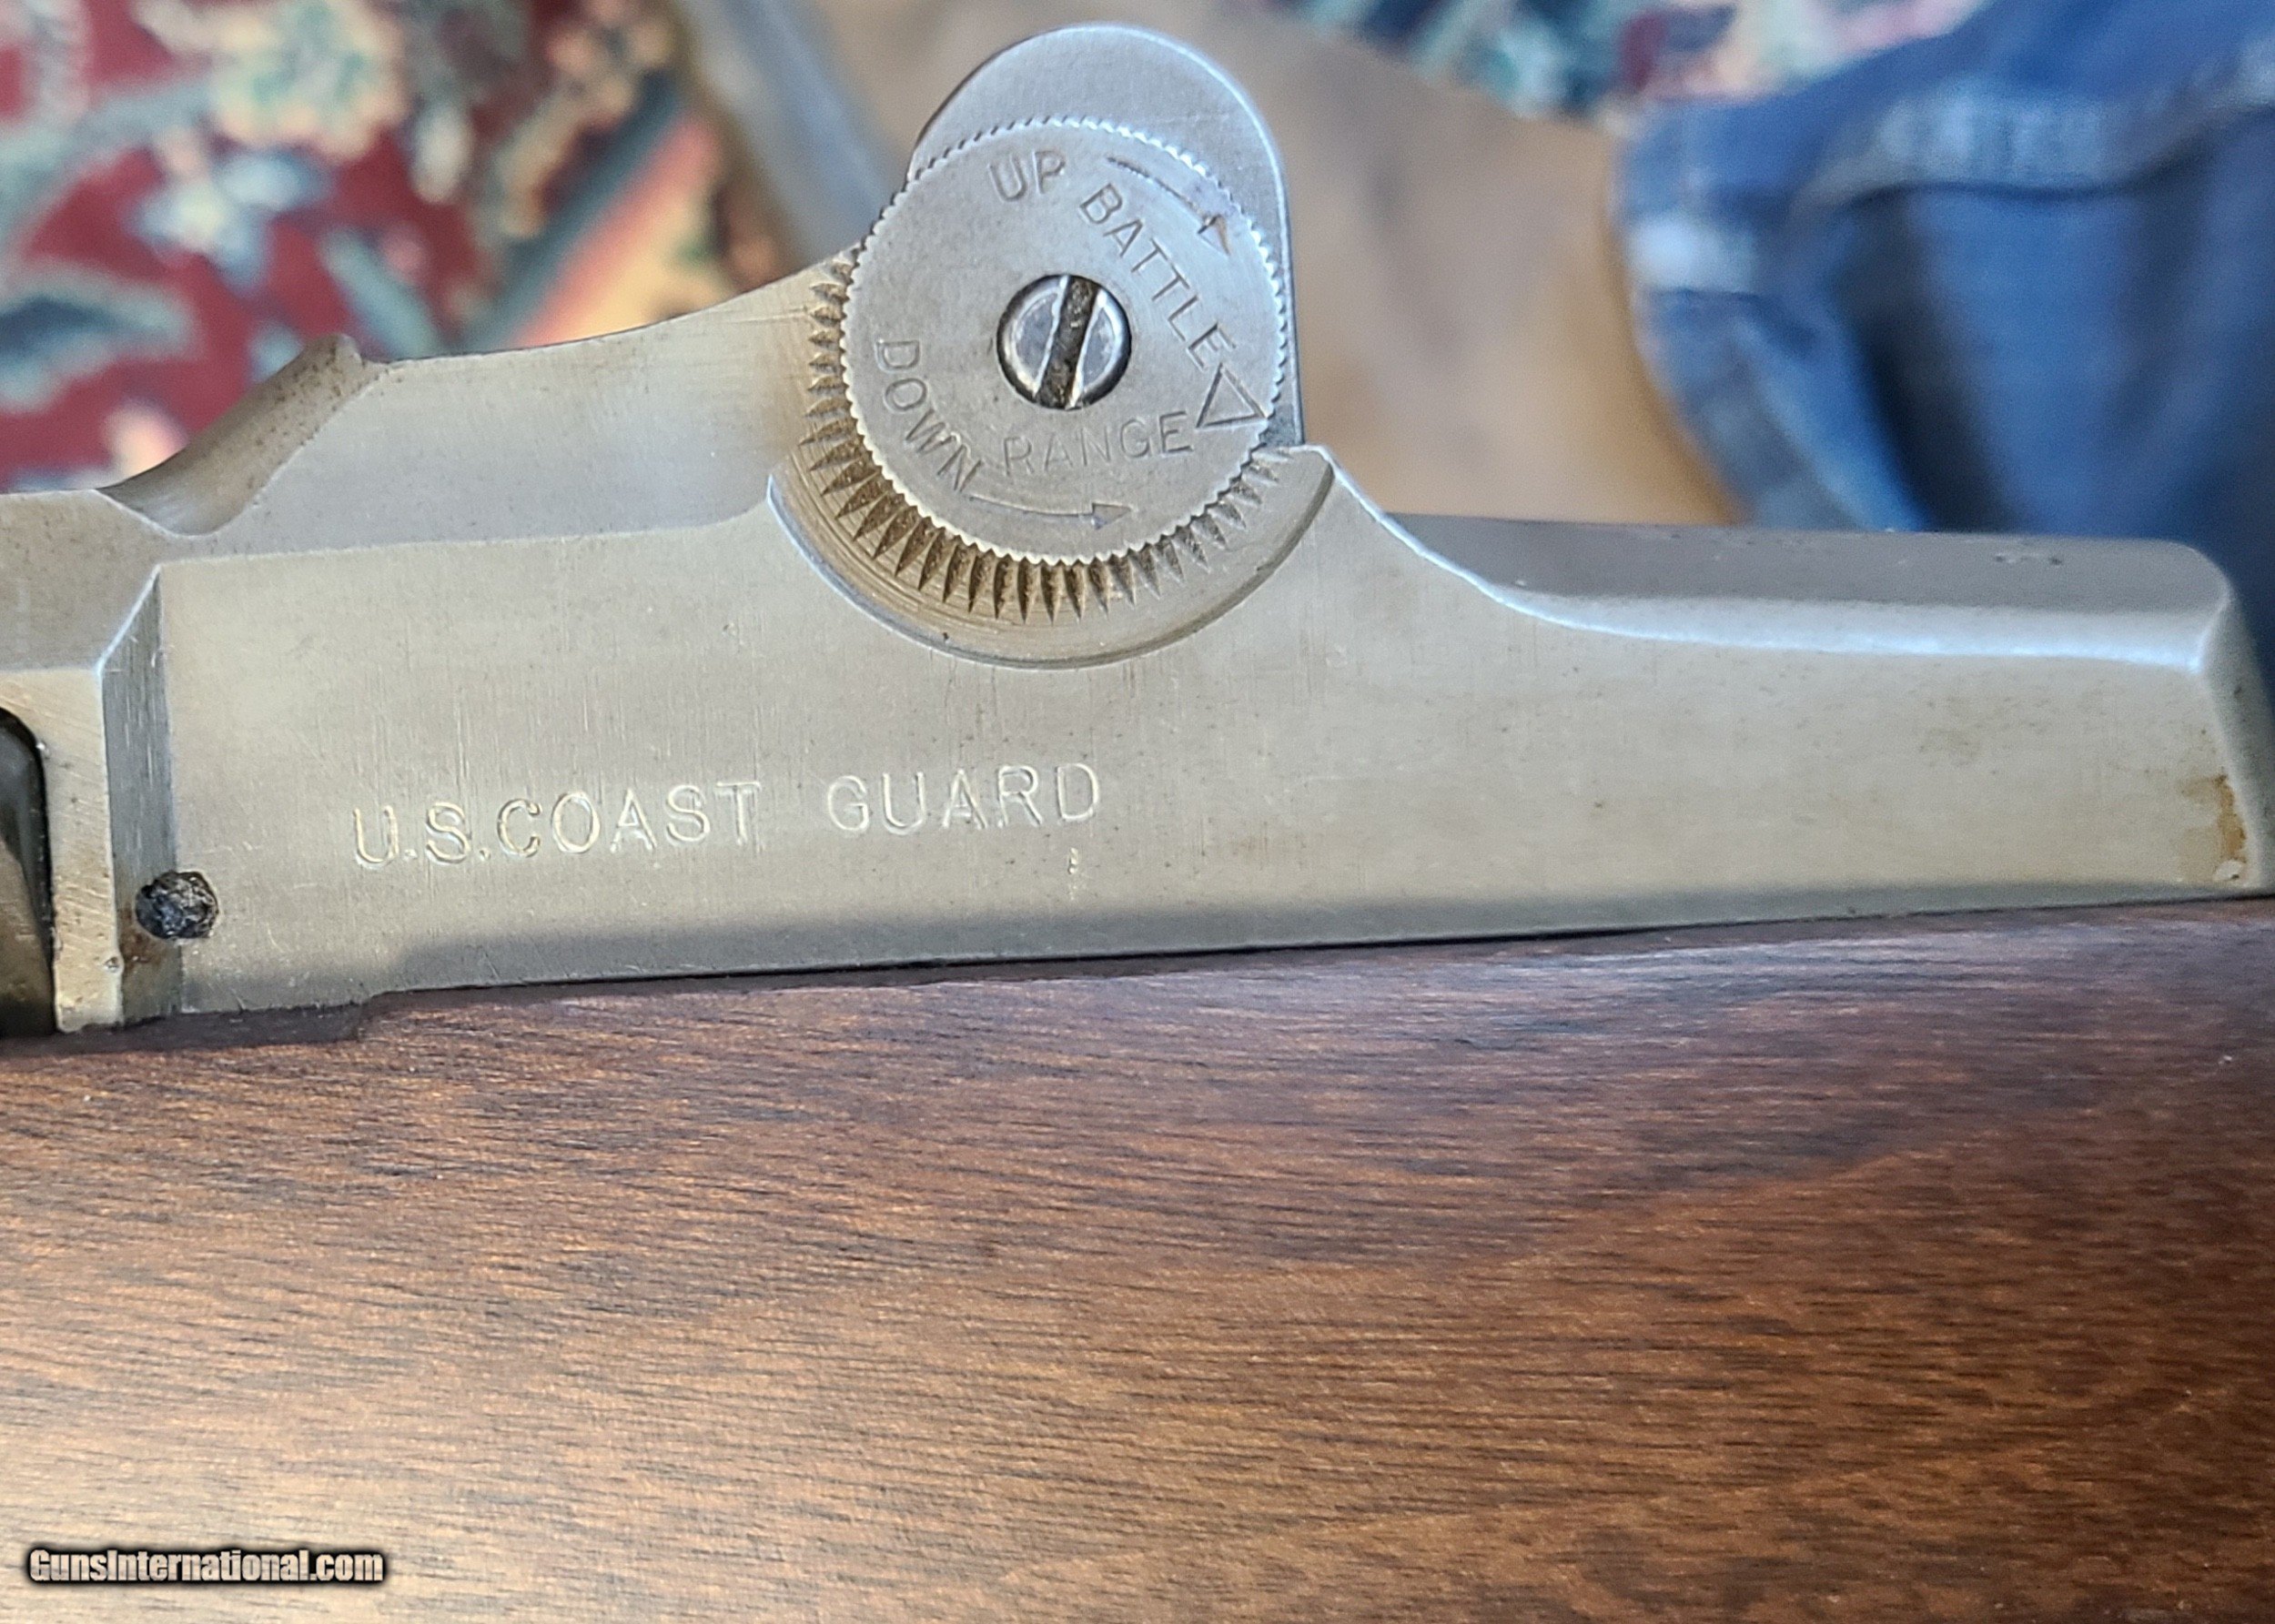 UP
BATTLE
DOWN
RANGE
U.S.COAST GUARD
GunsInternational.com